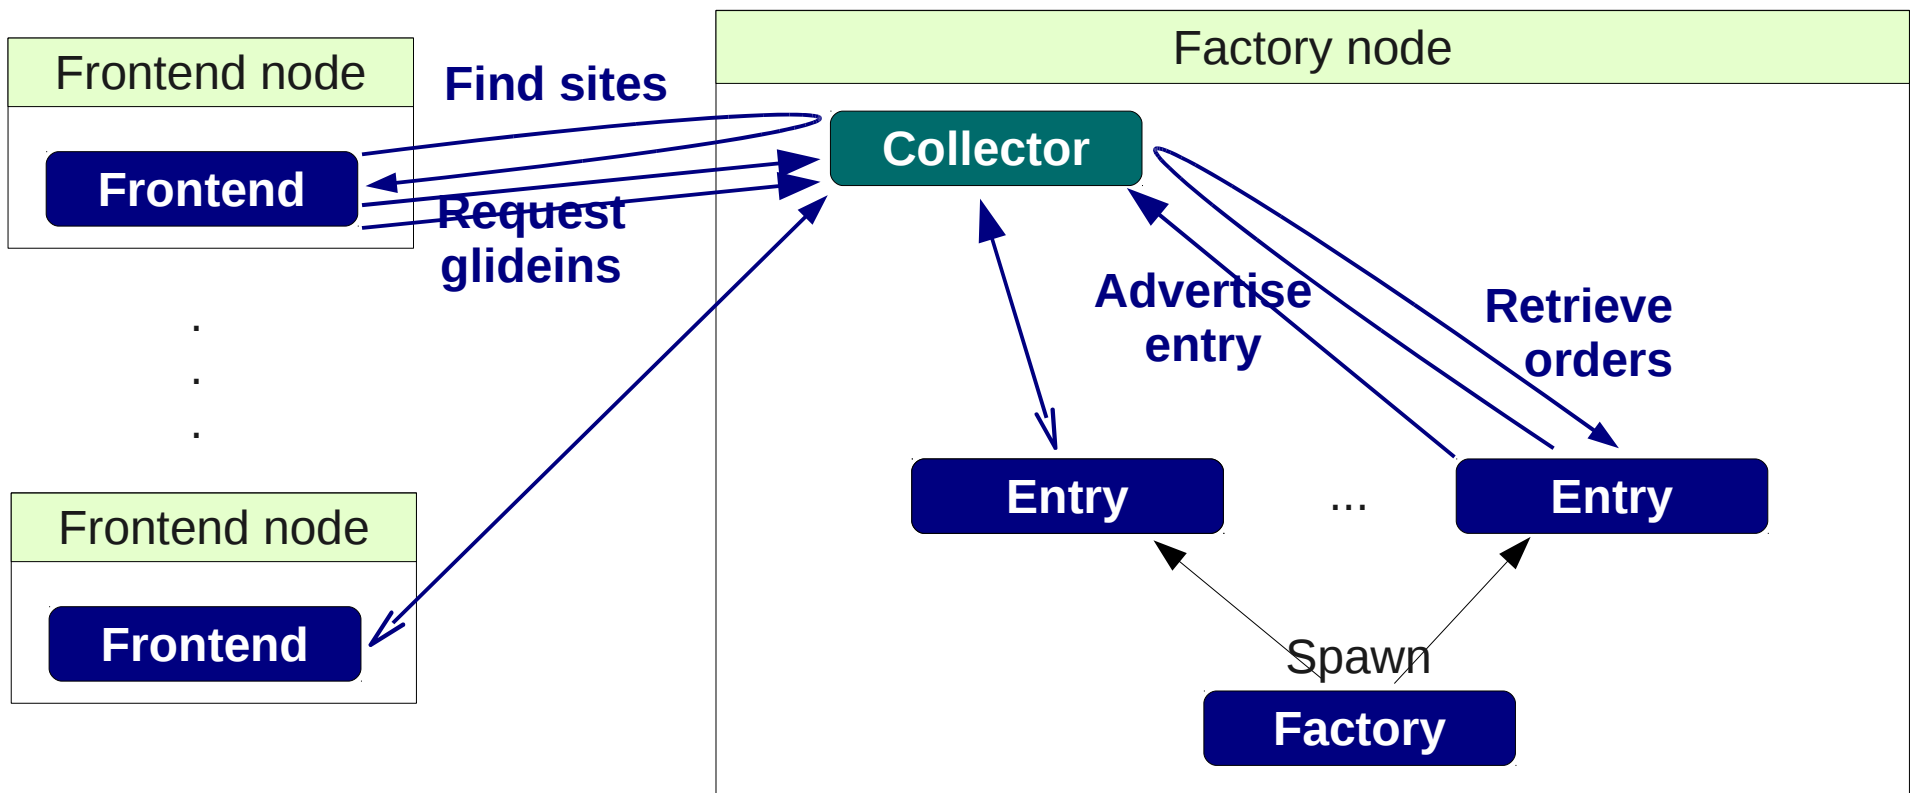 Frontend node
Find sites
Frontend
Request
glideins
.
.
.
Frontend node
Frontend
Factory node
Collector
Advertise
entry
Retrieve
orders
Entry
...
Entry
Spawn
Factory